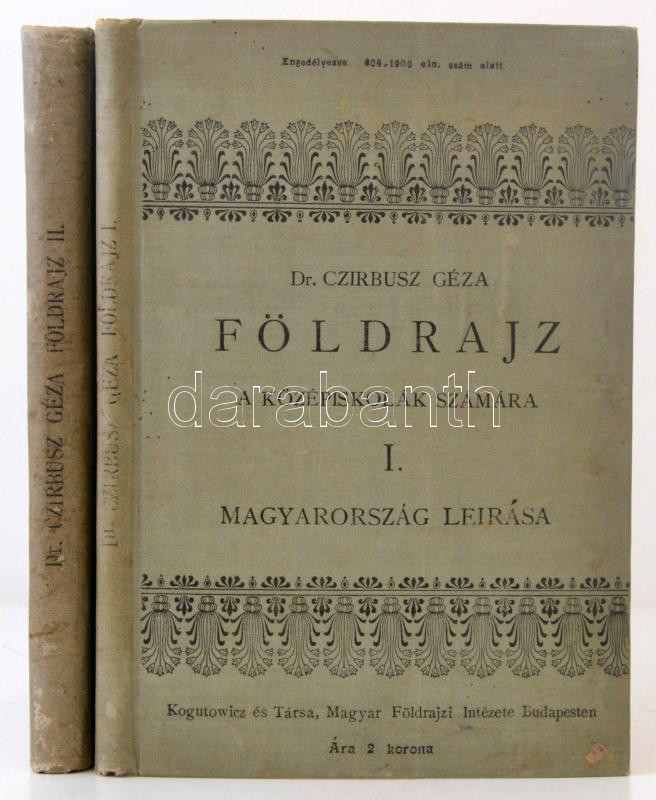 Engedélyezve 804-1900 eln. szám alatt
Dr. CZIRBUSZ GÉZA
FÖLDRAJZ
A KÖZÉPISKOLÁK SZÁMÁRA
I.
MAGYARORSZÁG LEIRÁSA
Kogutowicz és Társa, Magyar Földrajzi Intézete Budapesten
Ára 2 korona
Dr. CZIRBUSZ GÉZA FÖLDRAJZ I.
Dr. CZIRBUSZ GÉZA FÖLDRAJZ II.
darabanth